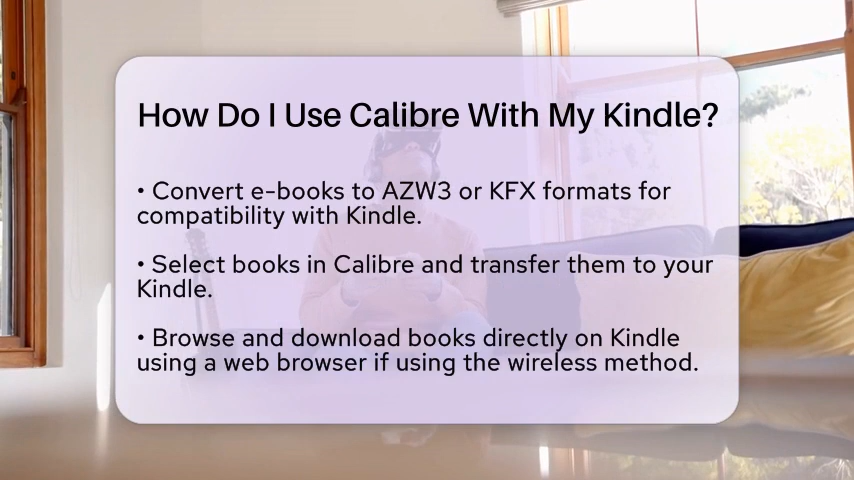 How Do I Use Calibre With My Kindle?
• Convert e-books to AZW3 or KFX formats for
compatibility with Kindle.
• Select books in Calibre and transfer them to your
Kindle.
• Browse and download books directly on Kindle
using a web browser if using the wireless method.